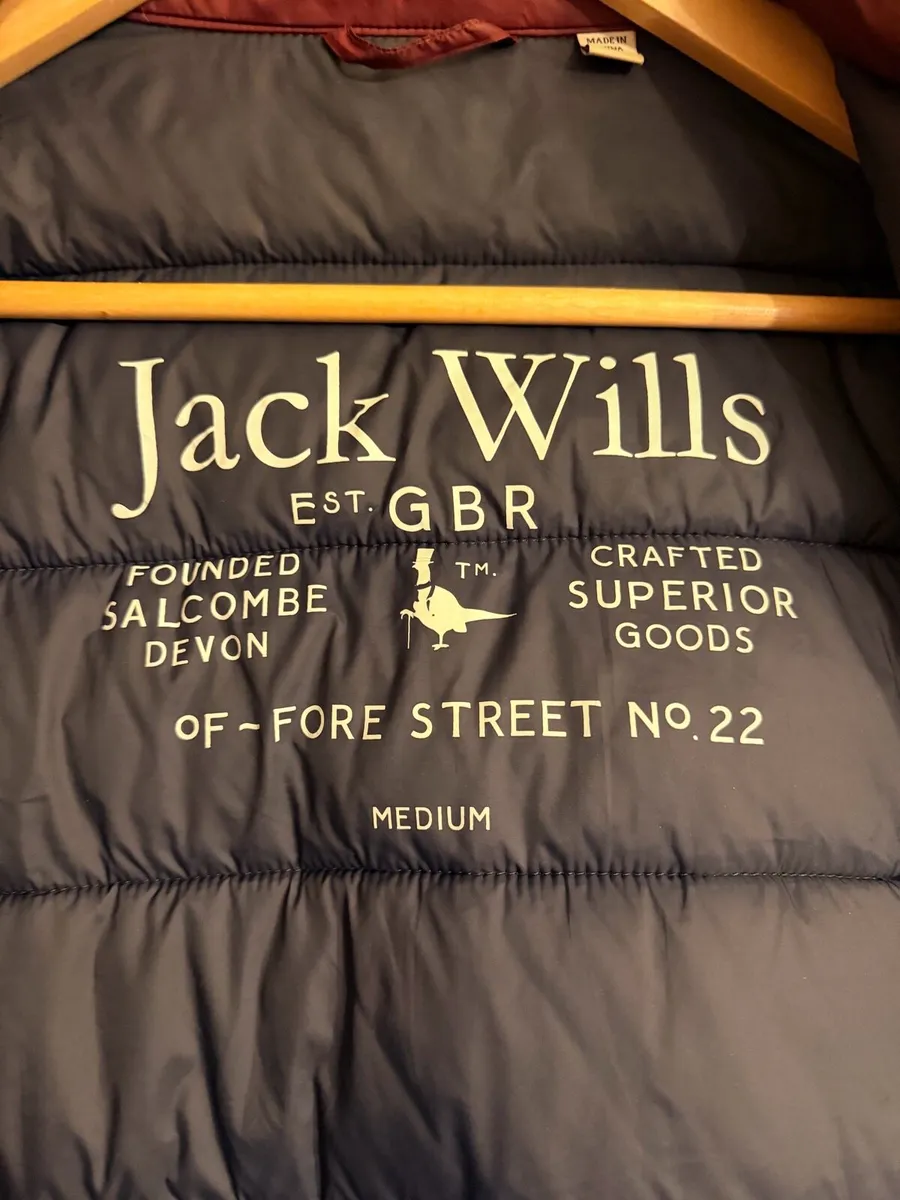 MADE IN
Jack Wills
EST. GBR
FOUNDED
SALCOMBE
DEVON
TM.
CRAFTED
SUPERIOR
GOODS
OF~FORE STREET No. 22
MEDIUM